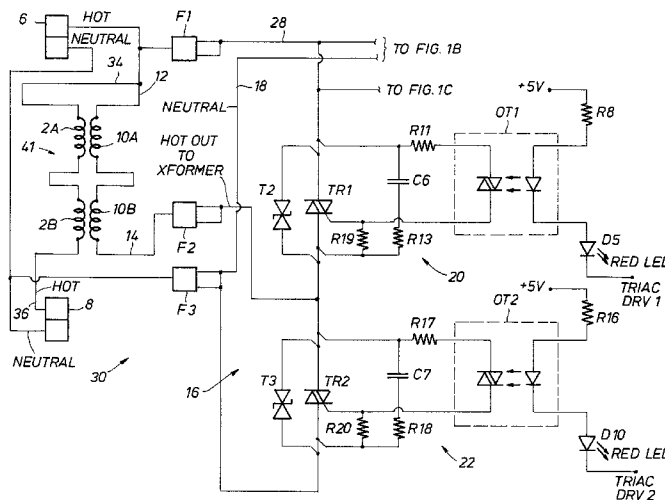 6
HOT
NEUTRAL
F1
28
TO FIG. 1B
34
12
18
TO FIG. 1C
NEUTRAL
+5V
R8
OT1
2A
10A
41
HOT OUT
TO
XFORMER
R11
T2
TR1
C6
2B
10B
14
F2
R19
R13
20
D5
RED LED
TRIAC
DRV 1
HOT
F3
36
8
+5V
OT2
R16
R17
NEUTRAL
30
16
T3
TR2
C7
R20
R18
22
D10
RED LED
TRIAC
DRV 2